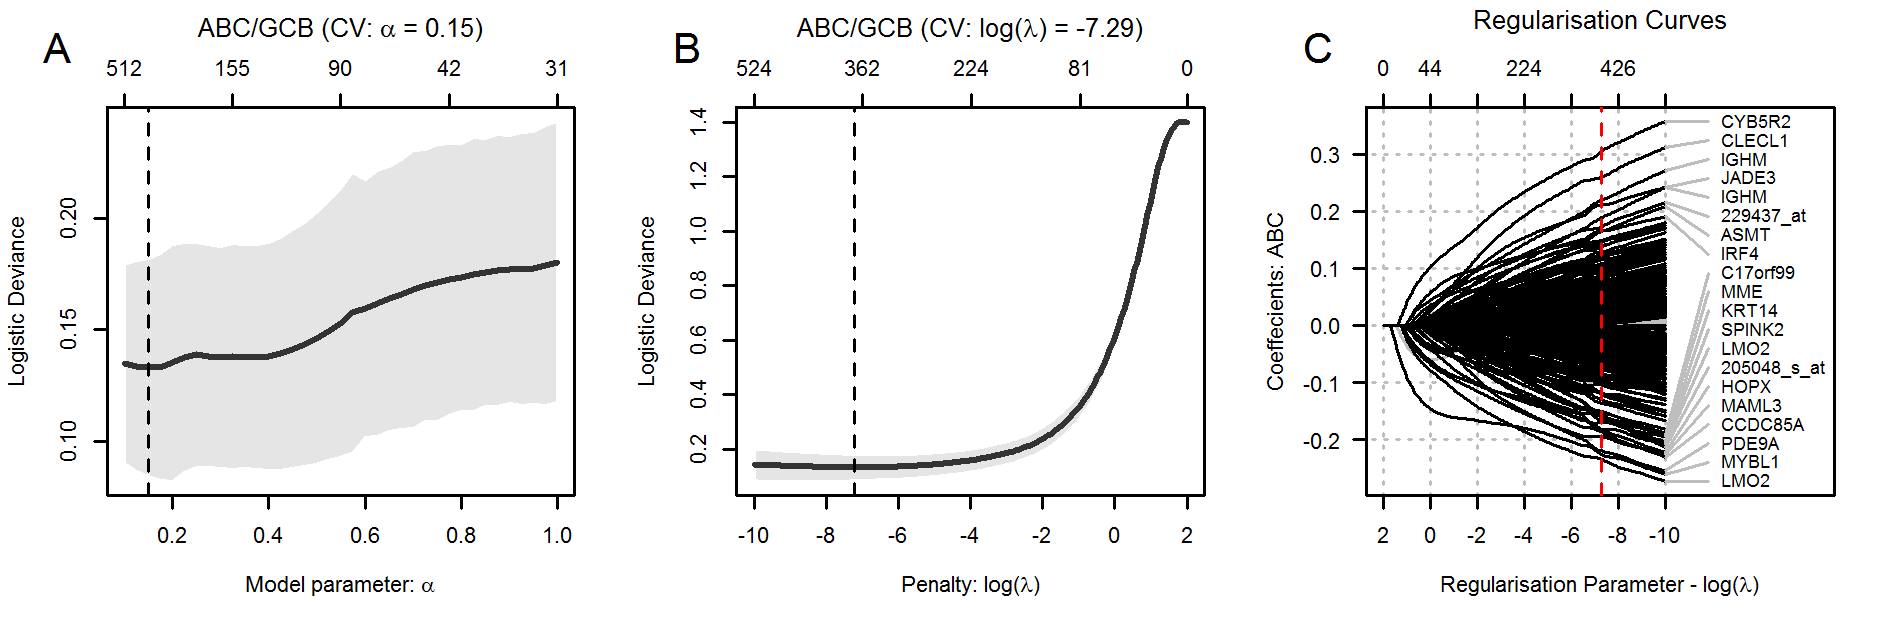 A
ABC/GCB (CV: α = 0.15)
512 155 90 42 31
Logistic Deviance
0.20
0.15
0.10
0.2 0.4 0.6 0.8 1.0
Model parameter: α
B
ABC/GCB (CV: log(λ) = -7.29)
524 362 224 81 0
Logistic Deviance
1.4
1.2
1.0
0.8
0.6
0.4
0.2
-10 -8 -6 -4 -2 0 2
Penalty: log(λ)
C
Regularisation Curves
0 44 224 426
Coeffecients: ABC
0.3
0.2
0.1
0.0
-0.1
-0.2
CYB5R2
CLECL1
IGHM
JADE3
IGHM
229437_at
ASMT
IRF4
C17orf99
MME
KRT14
SPINK2
LMO2
205048_s_at
HOPX
MAML3
CCDC85A
PDE9A
MYBL1
LMO2
2 0 -2 -4 -6 -8 -10
Regularisation Parameter - log(λ)